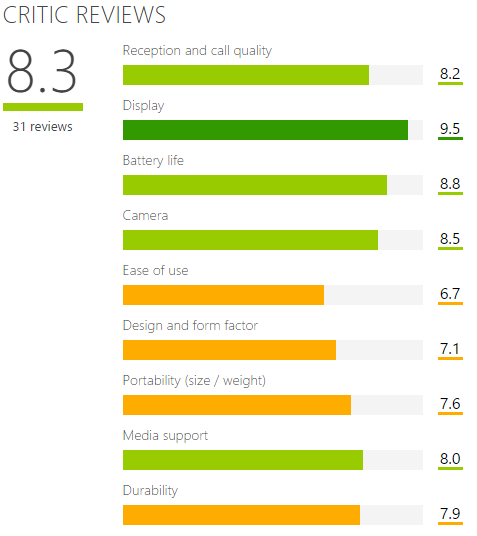 CRITIC REVIEWS
8.3
31 reviews
Reception and call quality
8.2
Display
9.5
Battery life
8.8
Camera
8.5
Ease of use
6.7
Design and form factor
7.1
Portability (size / weight)
7.6
Media support
8.0
Durability
7.9